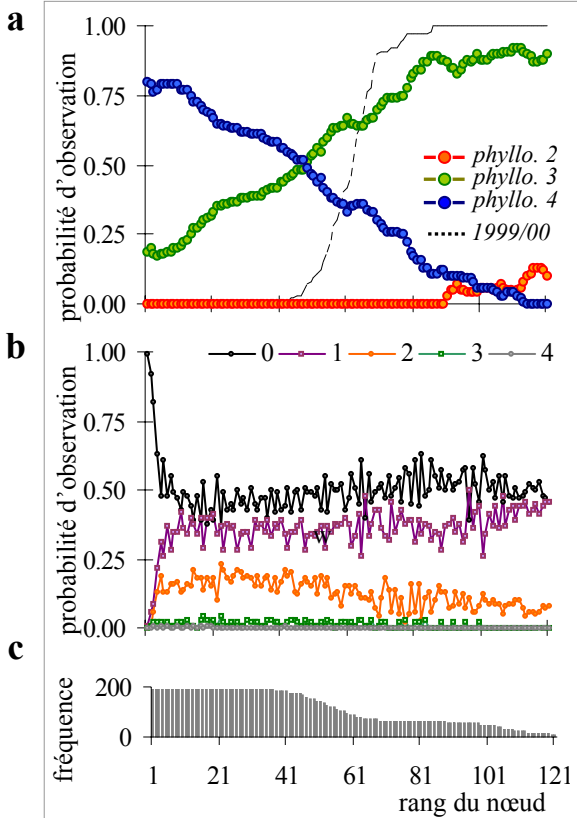 a
probabilité d'observation
1.00
0.75
0.50
0.25
0.00
phyllo. 2
phyllo. 3
phyllo. 4
1999/00
b
probabilité d'observation
1.00
0.75
0.50
0.25
0.00
0 1 2 3 4
c
fréquence
200
0
1 21 41 61 81 101 121
rang du nœud